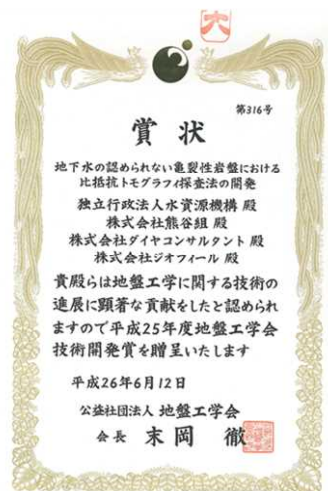 大
第316号
賞状
地下水の認められない亀裂性岩盤における
比抵抗トモグラフィ探査法の開発
独立行政法人水資源機構 殿
株式会社熊谷組 殿
株式会社ダイヤコンサルタント 殿
株式会社ジオフィール 殿
貴殿らは地盤工学に関する技術の
進展に顕著な貢献をしたと認められ
ますので平成25年度地盤工学会
技術開発賞を贈呈いたします
平成26年6月12日
公益社団法人 地盤工学会
会長 末岡 徹